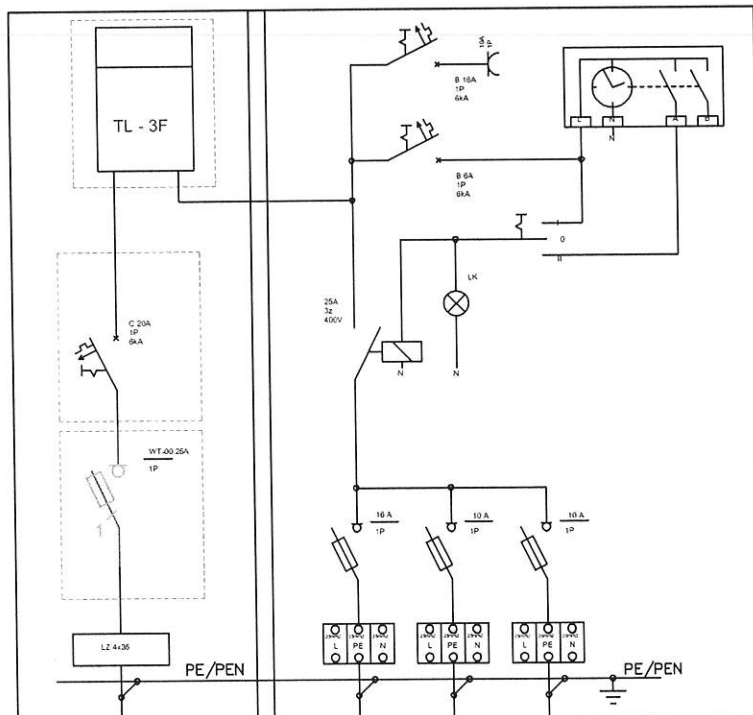 TL - 3F
B 16A
1P
6kA
B 6A
1P
6kA
L
N
A
B
N
I
0
II
LK
25A
3z
400V
N
N
C 20A
1P
6kA
WT-00 25A
1P
16 A
1P
10 A
1P
10 A
1P
LZ 4x35
L
PE
N
L
PE
N
L
PE
N
PE/PEN
PE/PEN